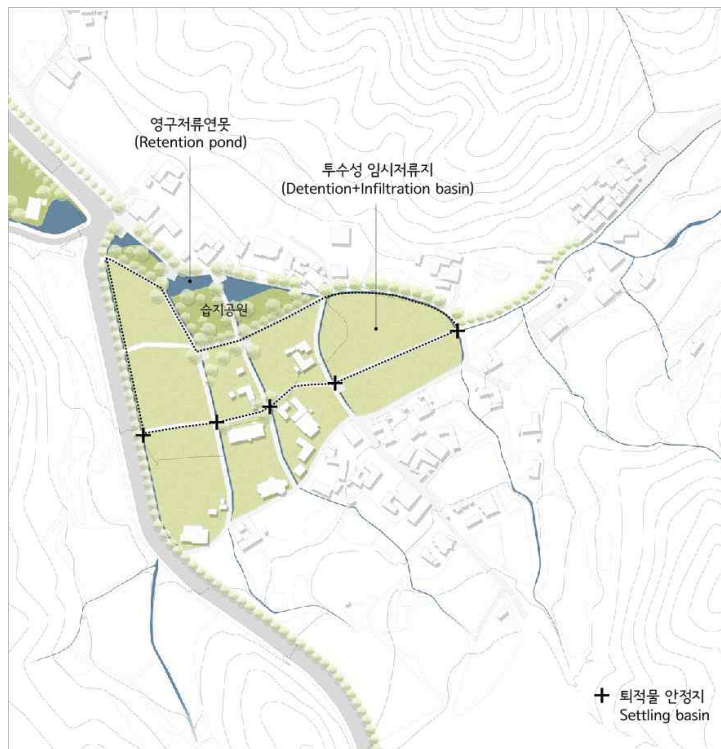 영구저류연못
(Retention pond)
투수성 임시저류지
(Detention+Infiltration basin)
습지공원
퇴적물 안정지
Settling basin